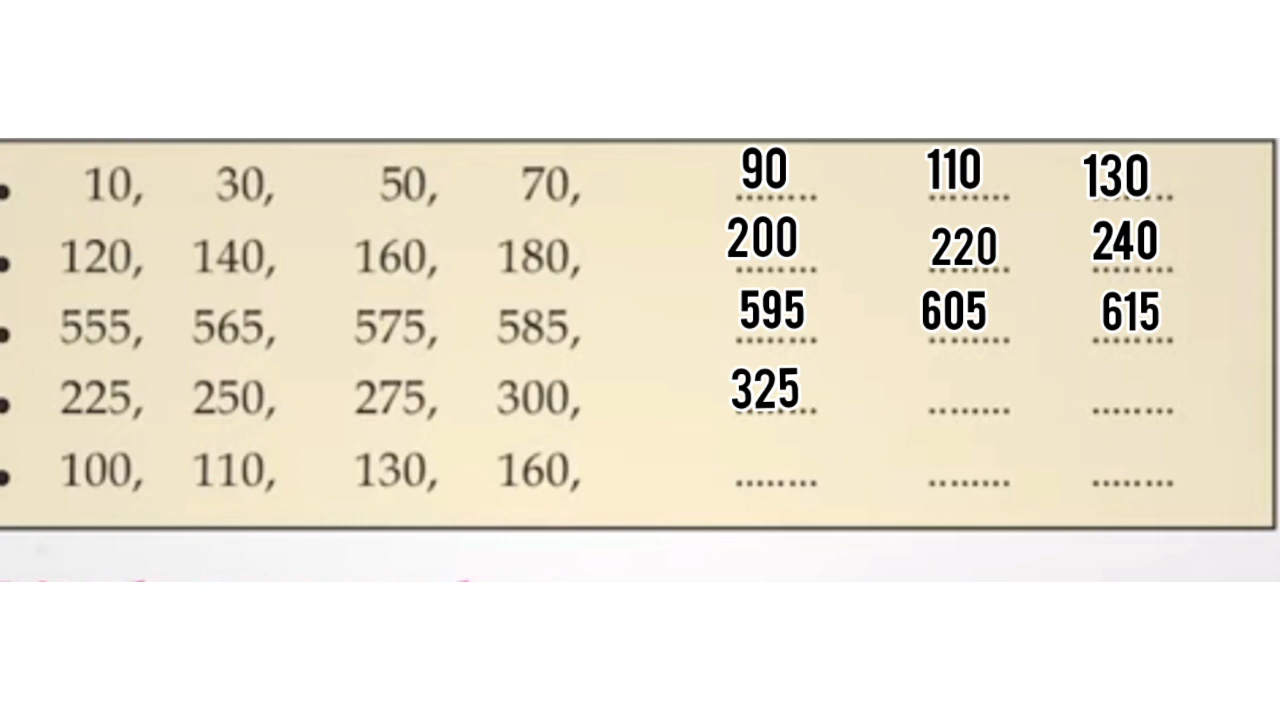 • 10, 30, 50, 70, 90 110 130
• 120, 140, 160, 180, 200 220 240
• 555, 565, 575, 585, 595 605 615
• 225, 250, 275, 300, 325 ........ ........
• 100, 110, 130, 160, ........ ........ ........